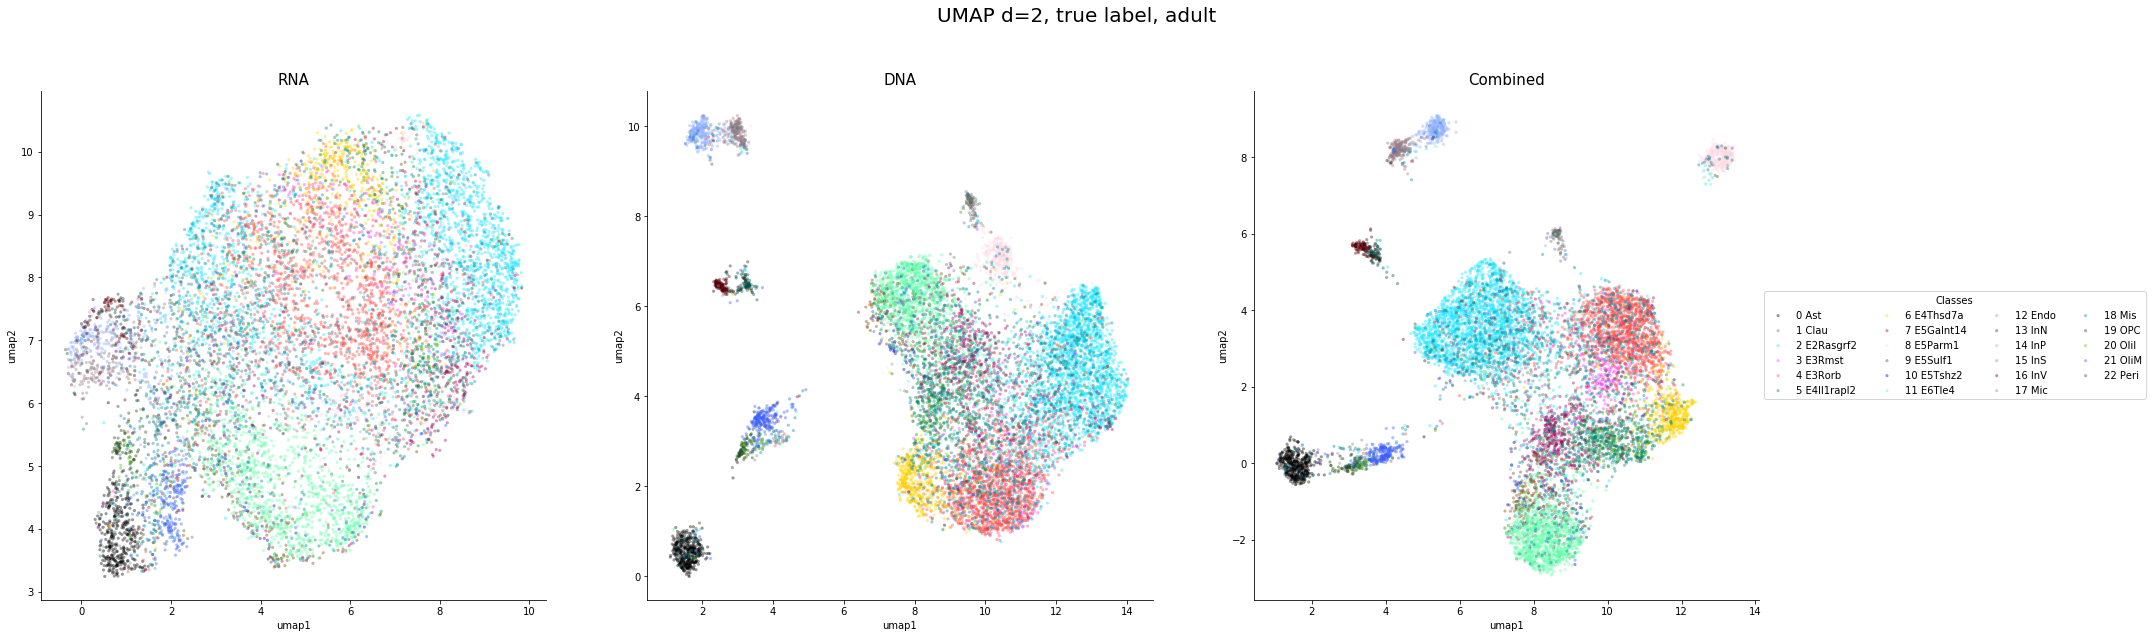 UMAP d=2, true label, adult
RNA
DNA
Combined
10
9
8
7
6
5
4
3
umap2
0
2
4
6
8
10
umap1
10
8
6
4
2
0
umap2
2
4
6
8
10
12
14
umap1
8
6
4
2
0
−2
umap2
2
4
6
8
10
12
14
umap1
Classes
0 Ast
1 Clau
2 E2Rasgrf2
3 E3Rmst
4 E3Rorb
5 E4Il1rapl2
6 E4Thsd7a
7 E5Galnt14
8 E5Parm1
9 E5Sulf1
10 E5Tshz2
11 E6Tle4
12 Endo
13 InN
14 InP
15 InS
16 InV
17 Mic
18 Mis
19 OPC
20 OliI
21 OliM
22 Peri